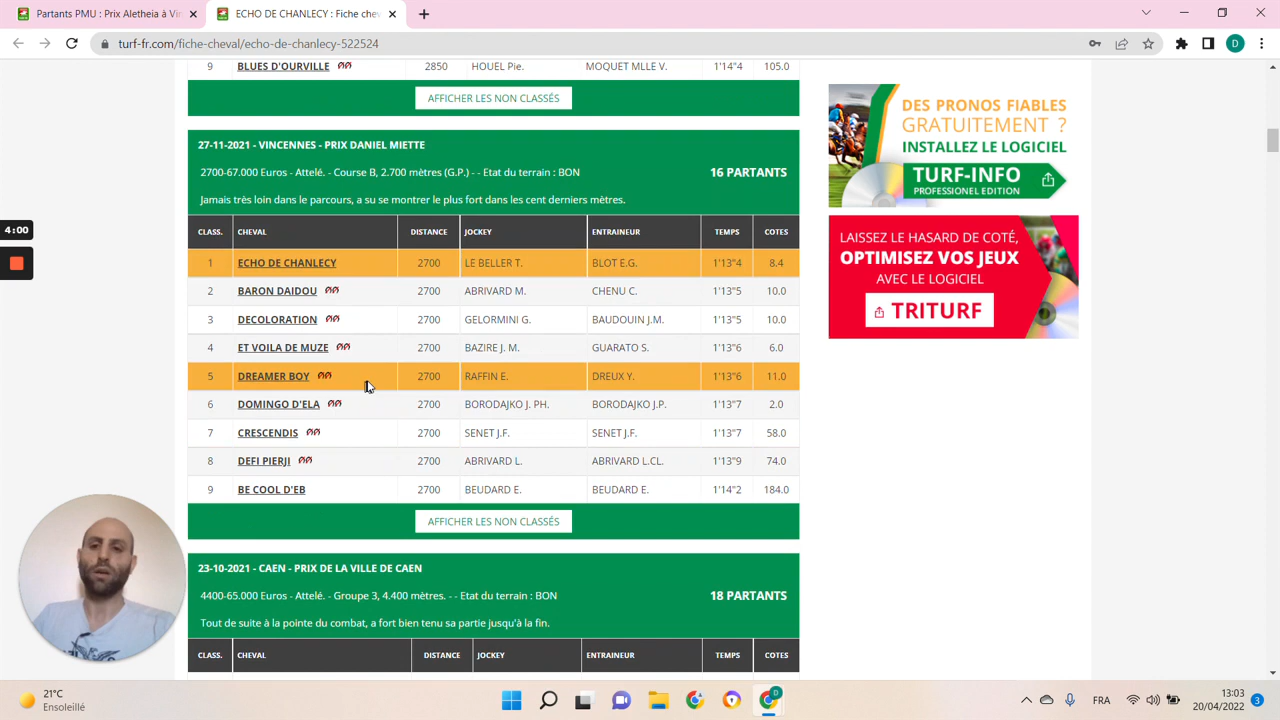 Partants PMU : Prix Aletheia à Vin
ECHO DE CHANLECY : Fiche chev
turf-fr.com/fiche-cheval/echo-de-chanlecy-522524
D
9 BLUES D'OURVILLE 2850 HOUEL Pie. MOQUET MLLE V. 1'14"4 105.0
AFFICHER LES NON CLASSÉS
27-11-2021 - VINCENNES - PRIX DANIEL MIETTE
2700-67.000 Euros - Attelé. - Course B, 2.700 mètres (G.P.) - - Etat du terrain : BON 16 PARTANTS
Jamais très loin dans le parcours, a su se montrer le plus fort dans les cent derniers mètres.
CLASS. CHEVAL DISTANCE JOCKEY ENTRAINEUR TEMPS COTES
1 ECHO DE CHANLECY 2700 LE BELLER T. BLOT E.G. 1'13"4 8.4
2 BARON DAIDOU 2700 ABRIVARD M. CHENU C. 1'13"5 10.0
3 DECOLORATION 2700 GELORMINI G. BAUDOUIN J.M. 1'13"5 10.0
4 ET VOILA DE MUZE 2700 BAZIRE J. M. GUARATO S. 1'13"6 6.0
5 DREAMER BOY 2700 RAFFIN E. DREUX Y. 1'13"6 11.0
6 DOMINGO D'ELA 2700 BORODAJKO J. PH. BORODAJKO J.P. 1'13"7 2.0
7 CRESCENDIS 2700 SENET J.F. SENET J.F. 1'13"7 58.0
8 DEFI PIERJI 2700 ABRIVARD L. ABRIVARD L.CL. 1'13"9 74.0
9 BE COOL D'EB 2700 BEUDARD E. BEUDARD E. 1'14"2 184.0
AFFICHER LES NON CLASSÉS
23-10-2021 - CAEN - PRIX DE LA VILLE DE CAEN
4400-65.000 Euros - Attelé. - Groupe 3, 4.400 mètres. - - Etat du terrain : BON 18 PARTANTS
Tout de suite à la pointe du combat, a fort bien tenu sa partie jusqu'à la fin.
CLASS. CHEVAL DISTANCE JOCKEY ENTRAINEUR TEMPS COTES
DES PRONOS FIABLES
GRATUITEMENT ?
INSTALLEZ LE LOGICIEL
TURF-INFO
PROFESSIONEL EDITION
LAISSEZ LE HASARD DE COTÉ,
OPTIMISEZ VOS JEUX
AVEC LE LOGICIEL
TRITURF
4:00
21°C
Ensoleillé
D
FRA
13:03
20/04/2022
3